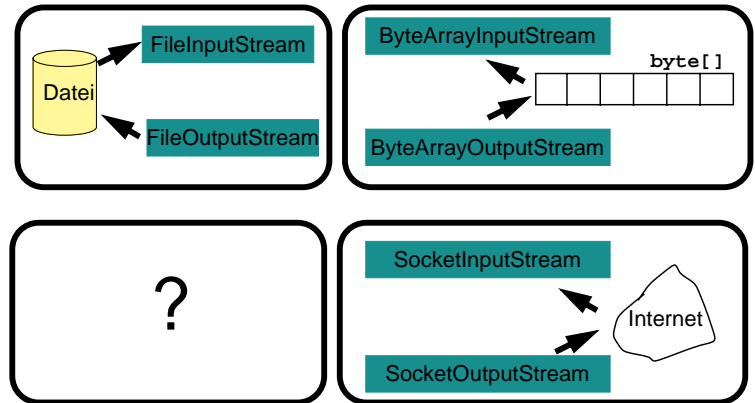 FileInputStream
Datei
FileOutputStream
ByteArrayInputStream
byte[]
ByteArrayOutputStream
?
SocketInputStream
Internet
SocketOutputStream